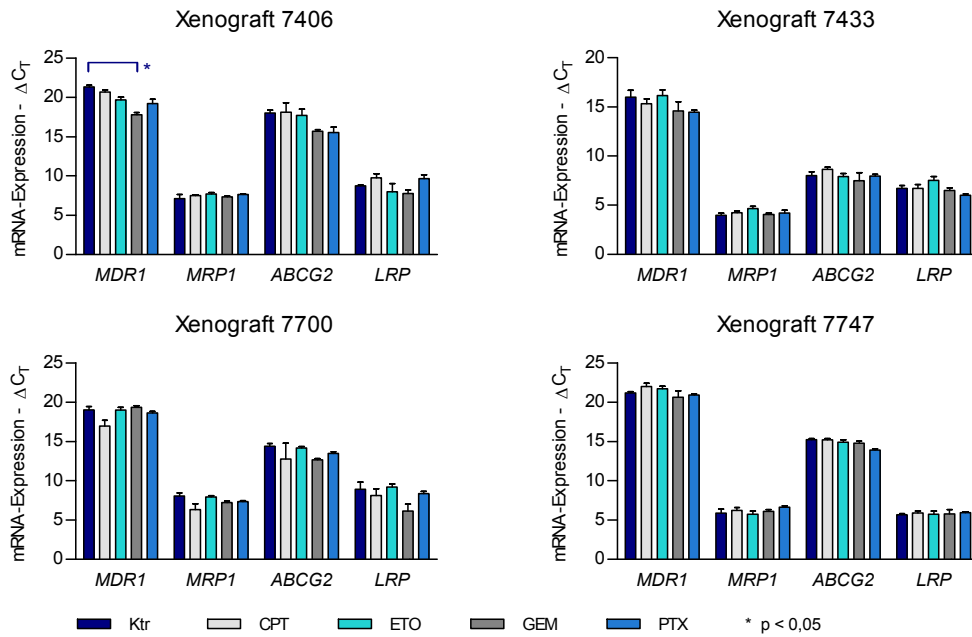 Xenograft 7406
mRNA-Expression - ΔCT
25
20
15
10
5
0
*
MDR1 MRP1 ABCG2 LRP
Xenograft 7433
mRNA-Expression - ΔCT
20
15
10
5
0
MDR1 MRP1 ABCG2 LRP
Xenograft 7700
mRNA-Expression - ΔCT
25
20
15
10
5
0
MDR1 MRP1 ABCG2 LRP
Xenograft 7747
mRNA-Expression - ΔCT
25
20
15
10
5
0
MDR1 MRP1 ABCG2 LRP
Ktr CPT ETO GEM PTX * p < 0,05